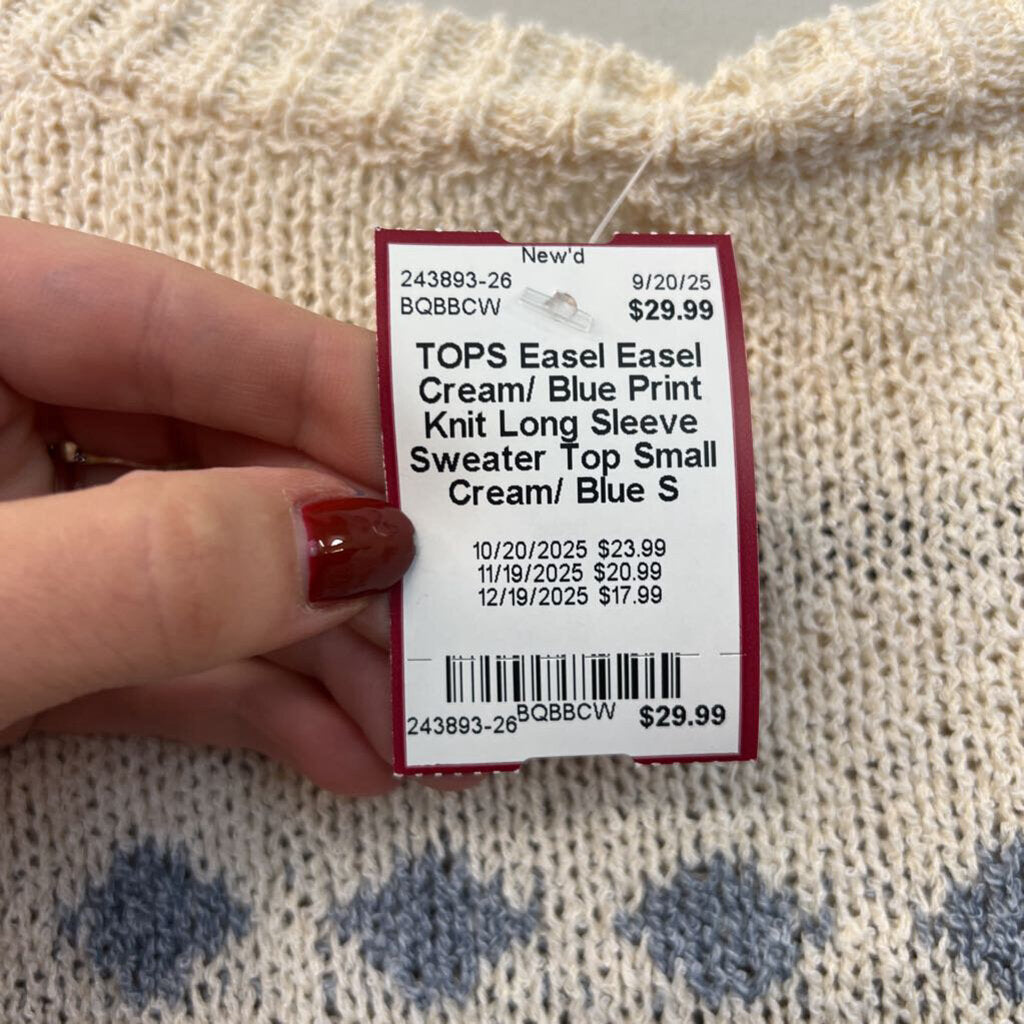 New'd
243893-26 9/20/25
BQBBCW $29.99
TOPS Easel Easel
Cream/ Blue Print
Knit Long Sleeve
Sweater Top Small
Cream/ Blue S
10/20/2025 $23.99
11/19/2025 $20.99
12/19/2025 $17.99
243893-26 BQBBCW $29.99